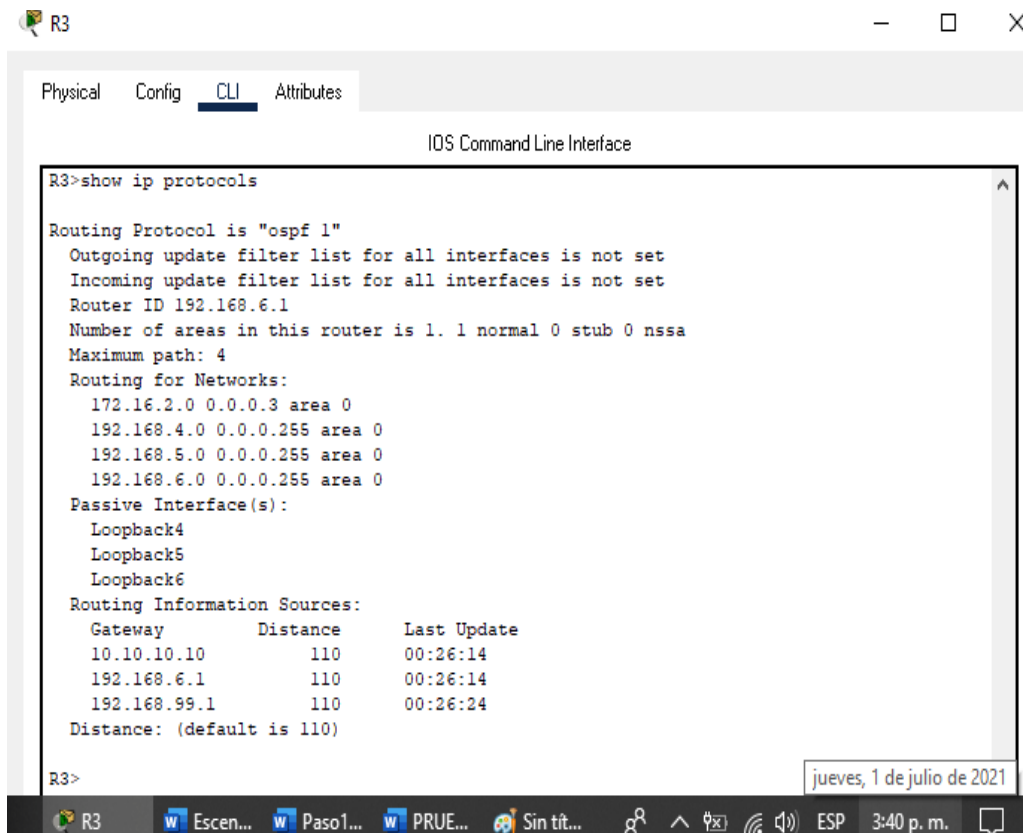 R3
Physical Config CLI Attributes
IOS Command Line Interface
R3>show ip protocols
Routing Protocol is "ospf 1"
Outgoing update filter list for all interfaces is not set
Incoming update filter list for all interfaces is not set
Router ID 192.168.6.1
Number of areas in this router is 1. 1 normal 0 stub 0 nssa
Maximum path: 4
Routing for Networks:
172.16.2.0 0.0.0.3 area 0
192.168.4.0 0.0.0.255 area 0
192.168.5.0 0.0.0.255 area 0
192.168.6.0 0.0.0.255 area 0
Passive Interface(s):
Loopback4
Loopback5
Loopback6
Routing Information Sources:
Gateway Distance Last Update
10.10.10.10 110 00:26:14
192.168.6.1 110 00:26:14
192.168.99.1 110 00:26:24
Distance: (default is 110)
R3>
jueves, 1 de julio de 2021
R3 Escen... Paso1... PRUE... Sin tít... ESP 3:40 p. m.